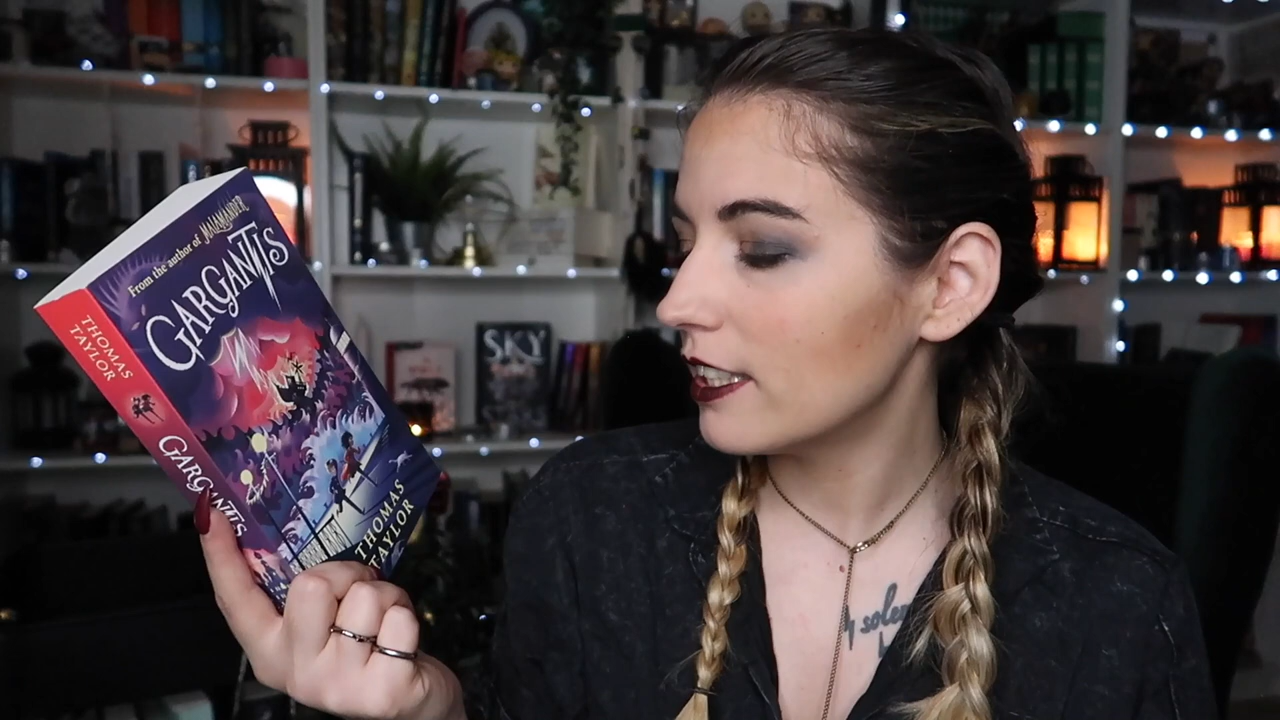 From the author of MALAMANDER
GARGANTIS
THOMAS
TAYLOR
THOMAS
TAYLOR
GARGANTIS
SKY
solem